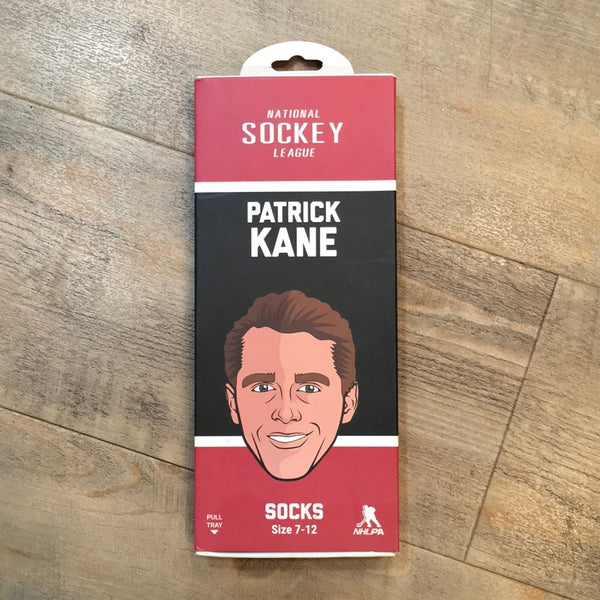 NATIONAL
SOCKEY
LEAGUE
PATRICK
KANE
SOCKS
Size 7-12
PULL
TRAY
NHLPA